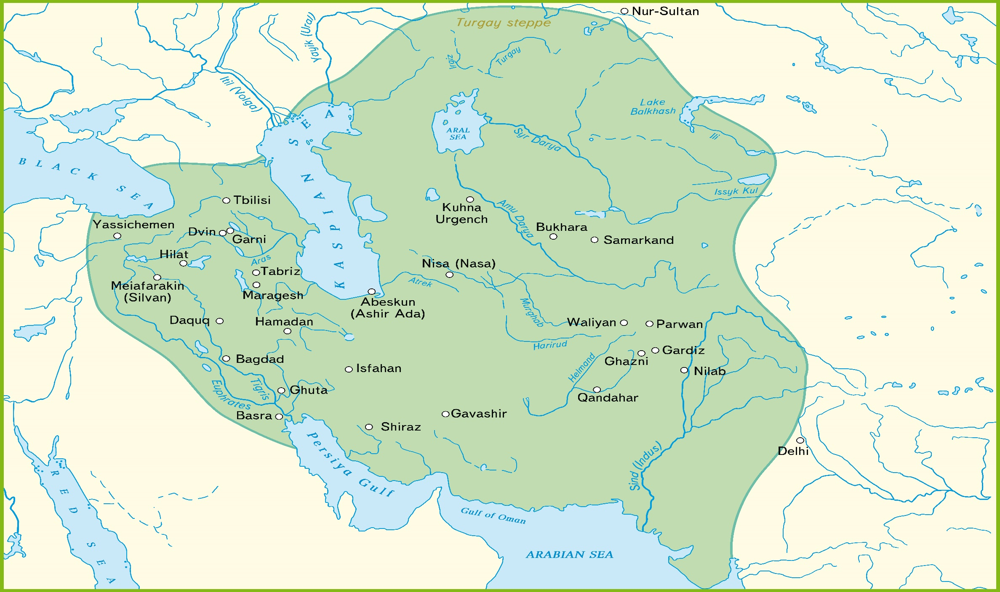 Nur-Sultan
Turgay steppe
Yayik (Ural)
Irgiz
Turgay
Itil (Volga)
Lake
Balkhash
ARAL
SEA
Syr Darya
Ili
BLACK SEA
KASPIAN SEA
Issyk Kul
Tbilisi
Kuhna
Urgench
Amu Darya
Yassichemen
Dvin
Garni
Bukhara
Samarkand
Hilat
Aras
Nisa (Nasa)
Tabriz
Atrek
Meiafarakin
(Silvan)
Maragesh
Abeskun
(Ashir Ada)
Murghab
Daquq
Hamadan
Waliyan
Parwan
Harirud
Gardiz
Ghazni
Bagdad
Isfahan
Helmand
Nilab
Tigris
Euphrates
Ghuta
Qandahar
Basra
Gavashir
Shiraz
Persiya Gulf
Delhi
Sind (Indus)
RED SEA
Gulf of Oman
ARABIAN SEA